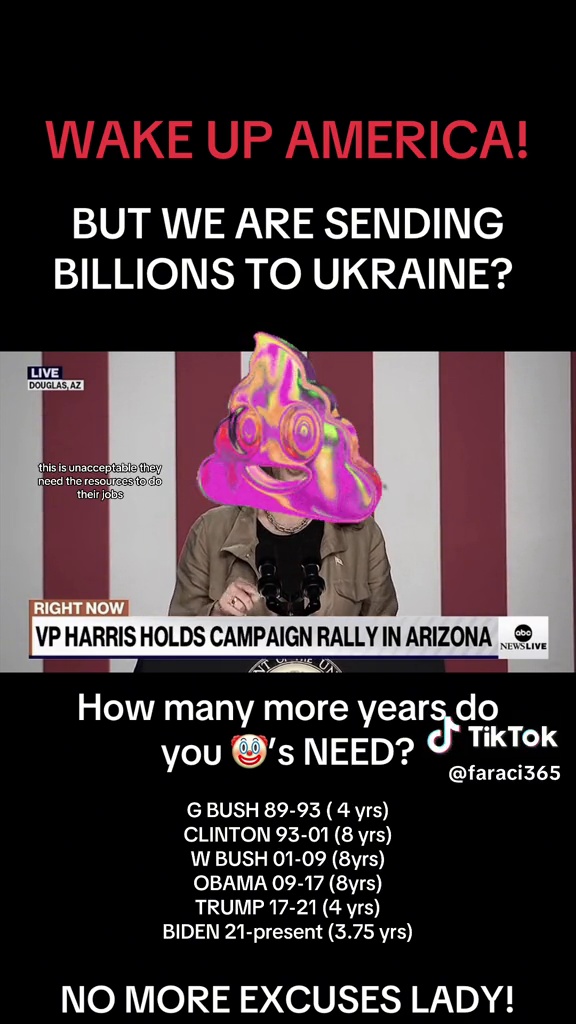 WAKE UP AMERICA!
BUT WE ARE SENDING
BILLIONS TO UKRAINE?
LIVE
DOUGLAS, AZ
this is unacceptable they
need the resources to do
their jobs
RIGHT NOW
VP HARRIS HOLDS CAMPAIGN RALLY IN ARIZONA
abc
NEWS LIVE
How many more years do
you 🤡's NEED?
TikTok
@faraci365
G BUSH 89-93 ( 4 yrs)
CLINTON 93-01 (8 yrs)
W BUSH 01-09 (8yrs)
OBAMA 09-17 (8yrs)
TRUMP 17-21 (4 yrs)
BIDEN 21-present (3.75 yrs)
NO MORE EXCUSES LADY!